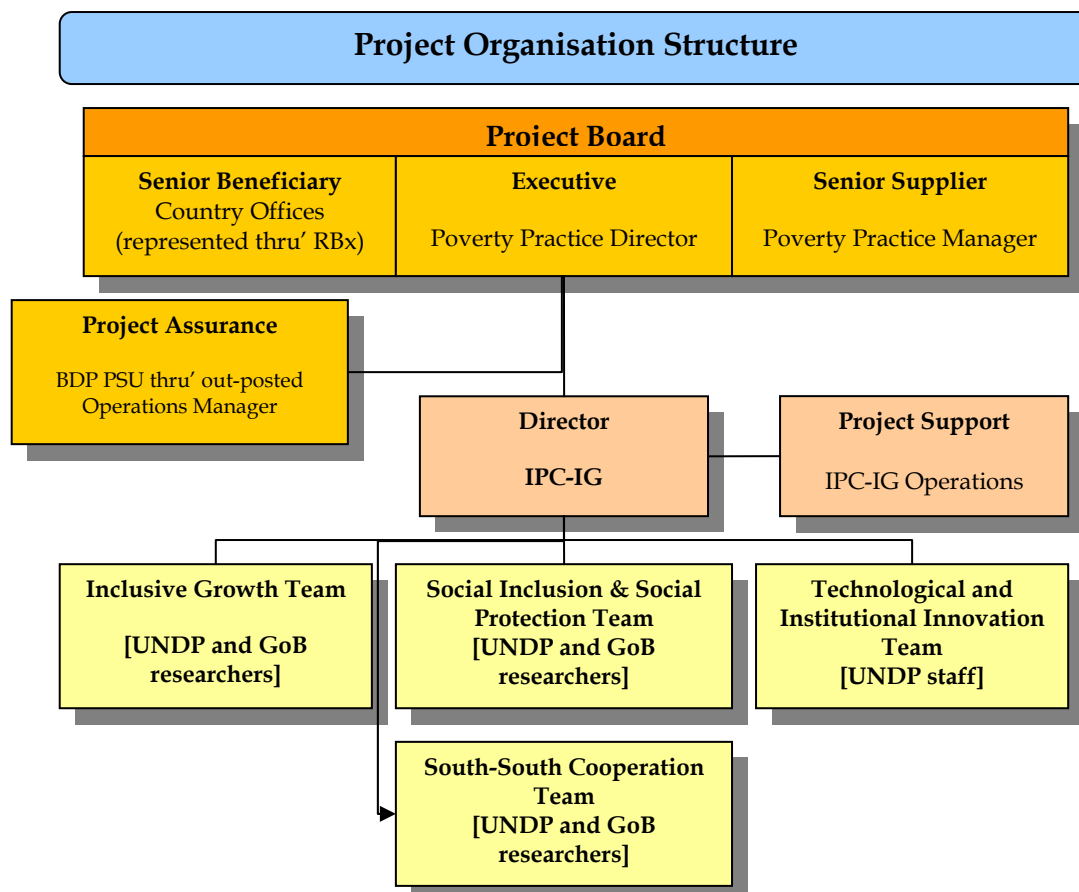 Project Organisation Structure
Project Board
Senior Beneficiary
Country Offices
(represented thru’ RBx)
Executive
Poverty Practice Director
Senior Supplier
Poverty Practice Manager
Project Assurance
BDP PSU thru’ out-posted
Operations Manager
Director
IPC-IG
Project Support
IPC-IG Operations
Inclusive Growth Team
[UNDP and GoB
researchers]
Social Inclusion & Social
Protection Team
[UNDP and GoB
researchers]
Technological and
Institutional Innovation
Team
[UNDP staff]
South-South Cooperation
Team
[UNDP and GoB
researchers]